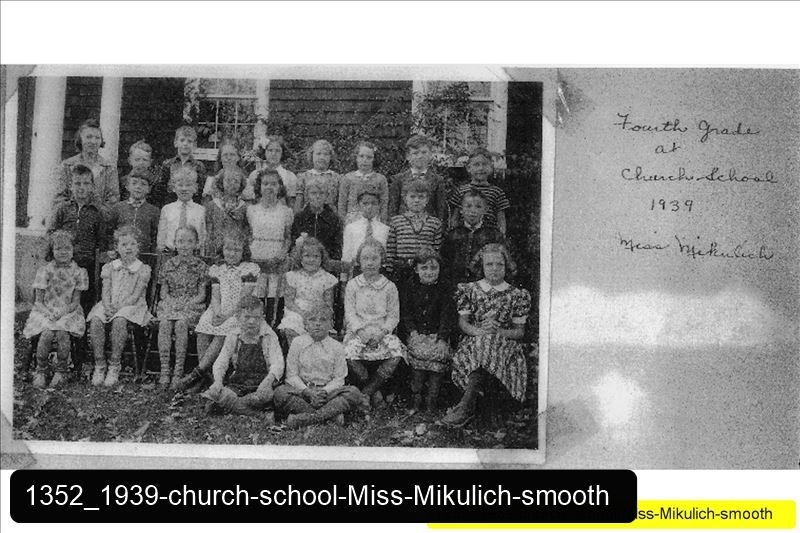 Fourth Grade
at
Church-School
1939
Miss Mikulich
1352_1939-church-school-Miss-Mikulich-smooth
ss-Mikulich-smooth